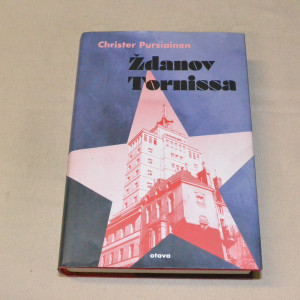 Christer Pursiainen
Ždanov
Tornissa
otava